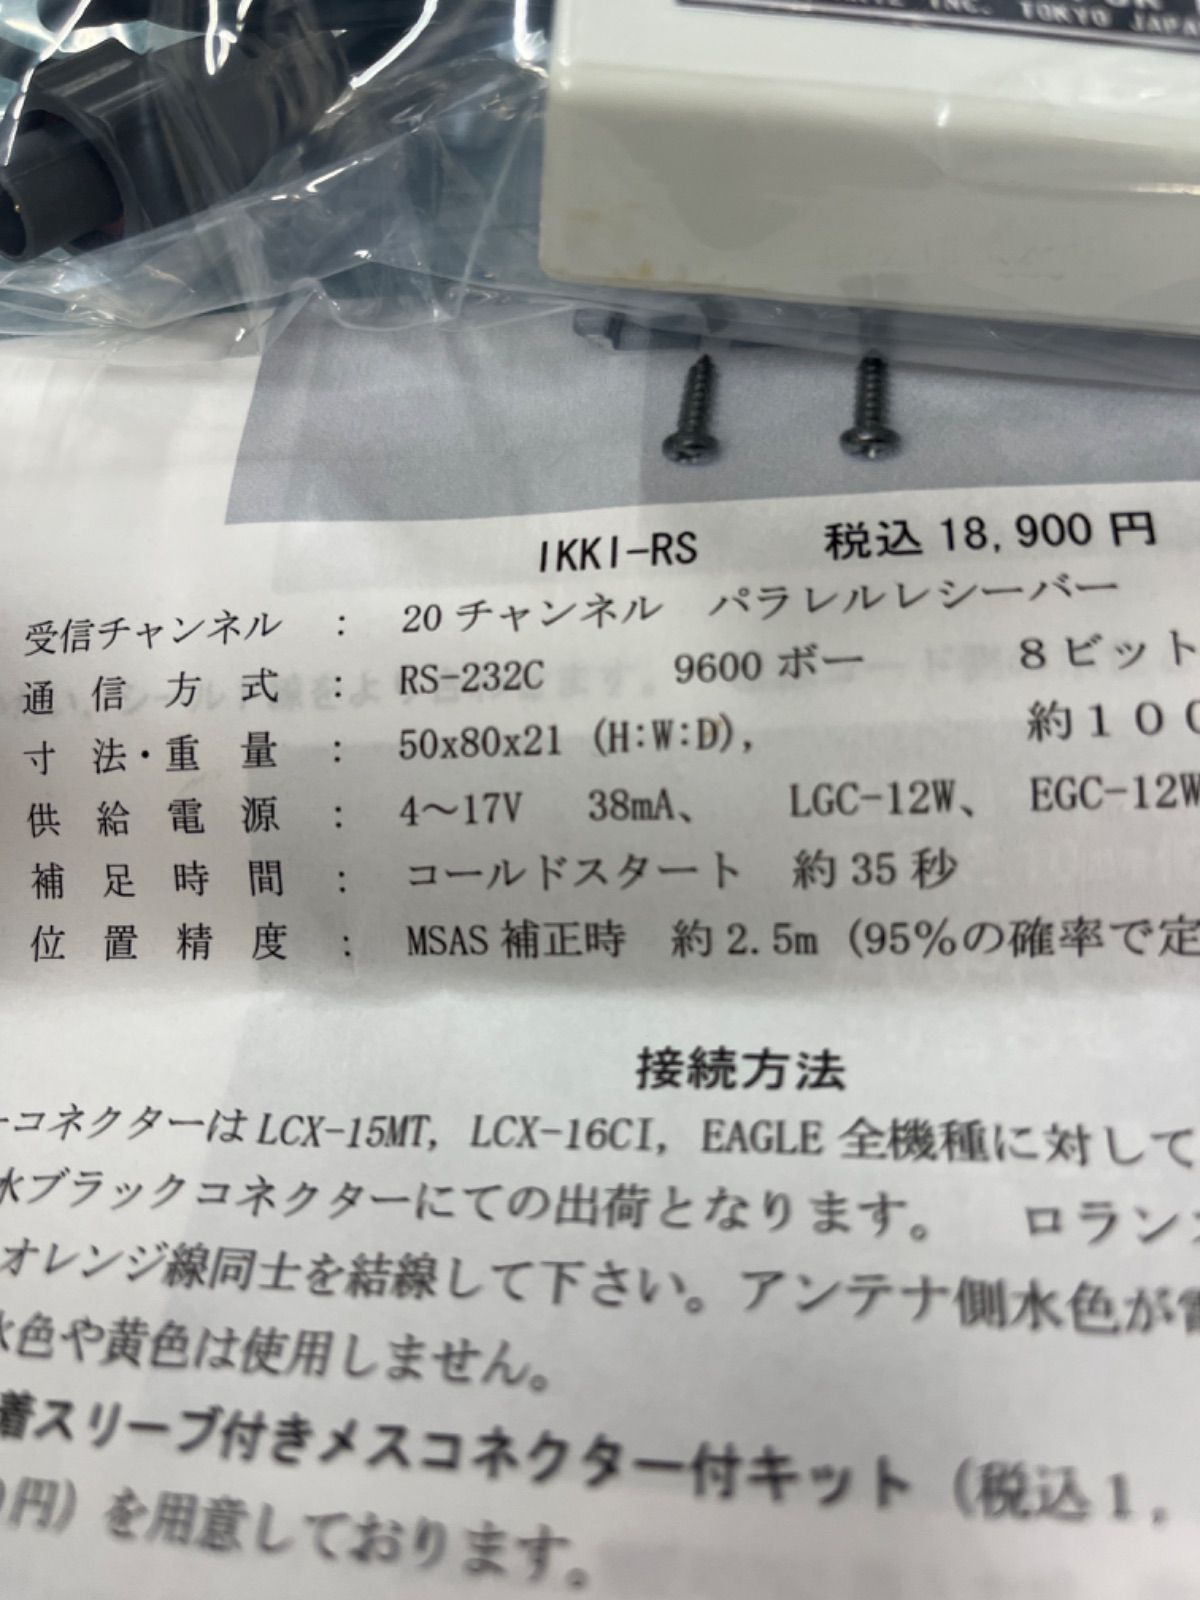 INC. TOKYO JAPA
IKKI-RS 税込 18,900 円
受信チャンネル : 20 チャンネル パラレルレシーバー
通信方式 : RS-232C 9600 ボー 8 ビット
寸法・重量 : 50x80x21 (H:W:D), 約100
供給電源 : 4～17V 38mA、 LGC-12W、 EGC-12W
補足時間 : コールドスタート 約 35 秒
位置精度 : MSAS 補正時 約 2.5m (95%の確率で定
接続方法
ーコネクターは LCX-15MT, LCX-16CI, EAGLE 全機種に対して
水ブラックコネクターにての出荷となります。 ロラン
オレンジ線同士を結線して下さい。アンテナ側水色が
水色や黄色は使用しません。
着スリーブ付きメスコネクター付キット（税込1,
0円）を用意しております。